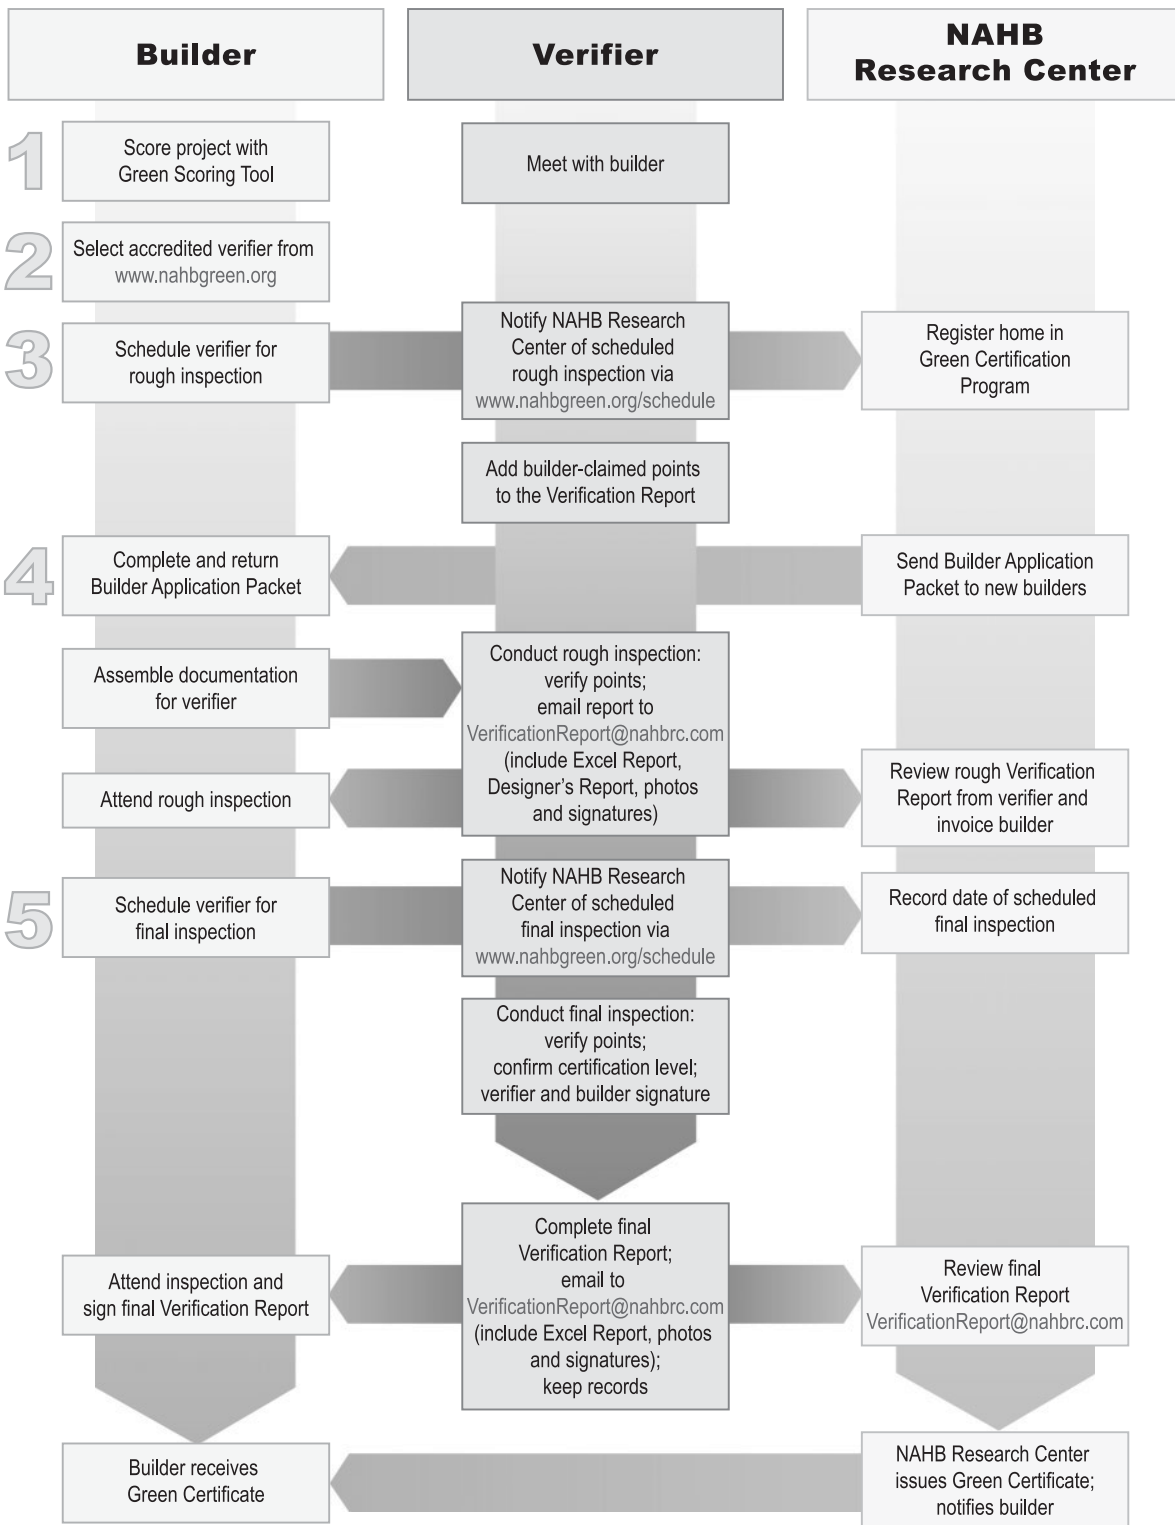 Builder
Verifier
NAHB
Research Center
1
Score project with
Green Scoring Tool
Meet with builder
2
Select accredited verifier from
www.nahbgreen.org
3
Schedule verifier for
rough inspection
Notify NAHB Research
Center of scheduled
rough inspection via
www.nahbgreen.org/schedule
Register home in
Green Certification
Program
Add builder-claimed points
to the Verification Report
4
Complete and return
Builder Application Packet
Send Builder Application
Packet to new builders
Assemble documentation
for verifier
Conduct rough inspection:
verify points;
email report to
VerificationReport@nahbrc.com
(include Excel Report,
Designer’s Report, photos
and signatures)
Attend rough inspection
Review rough Verification
Report from verifier and
invoice builder
5
Schedule verifier for
final inspection
Notify NAHB Research
Center of scheduled
final inspection via
www.nahbgreen.org/schedule
Record date of scheduled
final inspection
Conduct final inspection:
verify points;
confirm certification level;
verifier and builder signature
Attend inspection and
sign final Verification Report
Complete final
Verification Report;
email to
VerificationReport@nahbrc.com
(include Excel Report, photos
and signatures);
keep records
Review final
Verification Report
VerificationReport@nahbrc.com
Builder receives
Green Certificate
NAHB Research Center
issues Green Certificate;
notifies builder